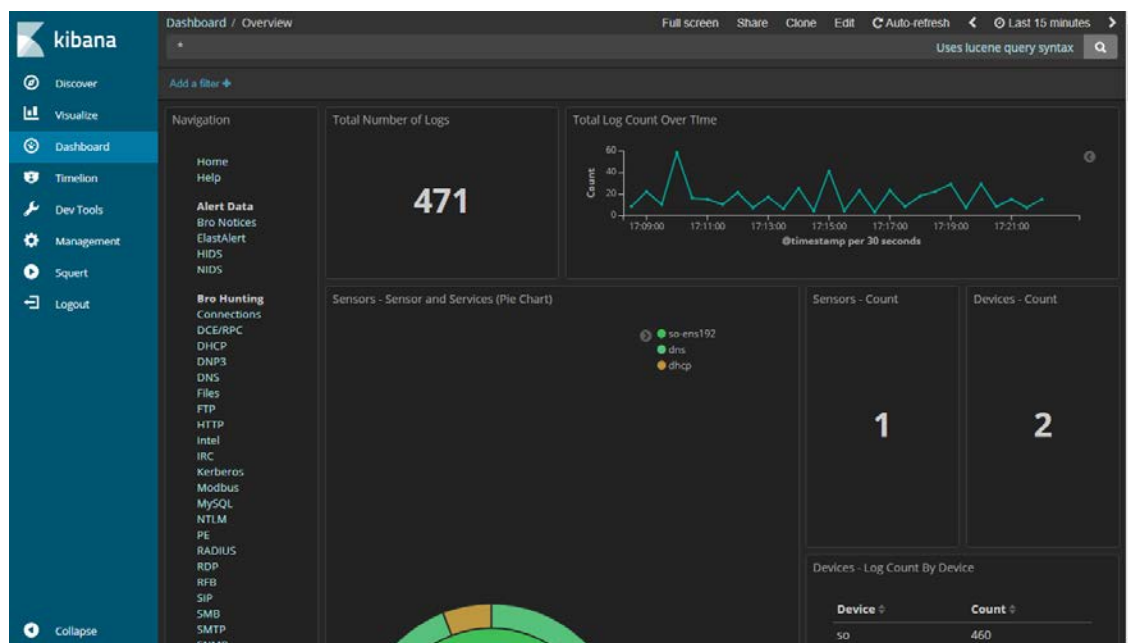 kibana
Discover
Visualize
Dashboard
Timelion
Dev Tools
Management
Squert
Logout
Collapse
Dashboard / Overview
Full screen Share Clone Edit Auto-refresh Last 15 minutes
*
Uses lucene query syntax
Add a filter +
Navigation
Home
Help
Alert Data
Bro Notices
ElastAlert
HIDS
NIDS
Bro Hunting
Connections
DCE/RPC
DHCP
DNP3
DNS
Files
FTP
HTTP
Intel
IRC
Kerberos
Modbus
MySQL
NTLM
PE
RADIUS
RDP
RFB
SIP
SMB
SMTP
Total Number of Logs
471
Total Log Count Over TIme
Count
60
40
20
0
17:09:00 17:11:00 17:13:00 17:15:00 17:17:00 17:19:00 17:21:00
@timestamp per 30 seconds
Sensors - Sensor and Services (Pie Chart)
so-ens192
dns
dhcp
Sensors - Count
1
Devices - Count
2
Devices - Log Count By Device
Device Count
so 460